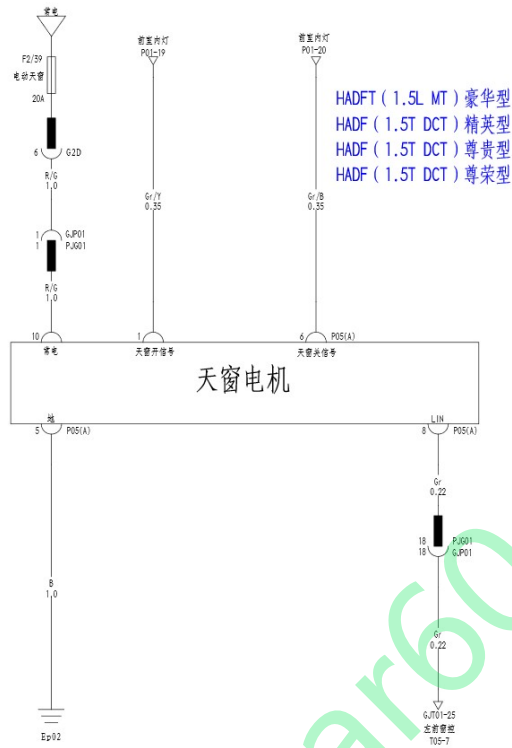 常电
F2/39
电动天窗
20A
6 G2D
R/G
1,0
1 GJP01
1 PJG01
R/G
1,0
前室内灯
P01-19
Gr/Y
0.35
前室内灯
P01-20
Gr/B
0.35
HADFT ( 1.5L MT ) 豪华型
HADF ( 1.5T DCT ) 精英型
HADF ( 1.5T DCT ) 尊贵型
HADF ( 1.5T DCT ) 尊荣型
10 1 6 P05(A)
常电 天窗开信号 天窗关信号
天窗电机
地 LIN
5 P05(A) 8 P05(A)
Gr
0.22
18 PJG01
18 GJP01
B
1,0
Gr
0.22
Ep02
GJT01-25
左前窗控
T05-7
ar60